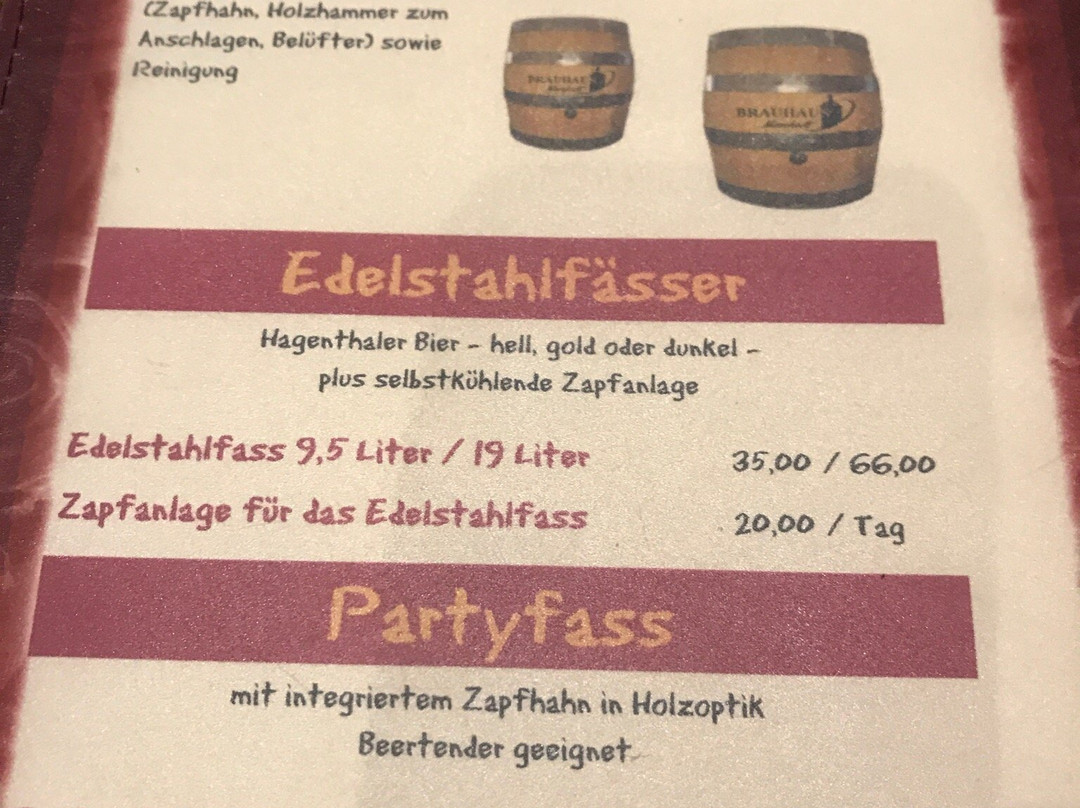 (Zapfhahn, Holzhammer zum
Anschlagen, Belüfter) sowie
Reinigung
BRAUHAU
BRAUHAU
Edelstahlfässer
Hagenthaler Bier - hell, gold oder dunkel -
plus selbstkühlende Zapfanlage
Edelstahlfass 9,5 Liter / 19 Liter 35,00 / 66,00
Zapfanlage für das Edelstahlfass 20,00 / Tag
Partyfass
mit integriertem Zapfhahn in Holzoptik
Beertender geeignet